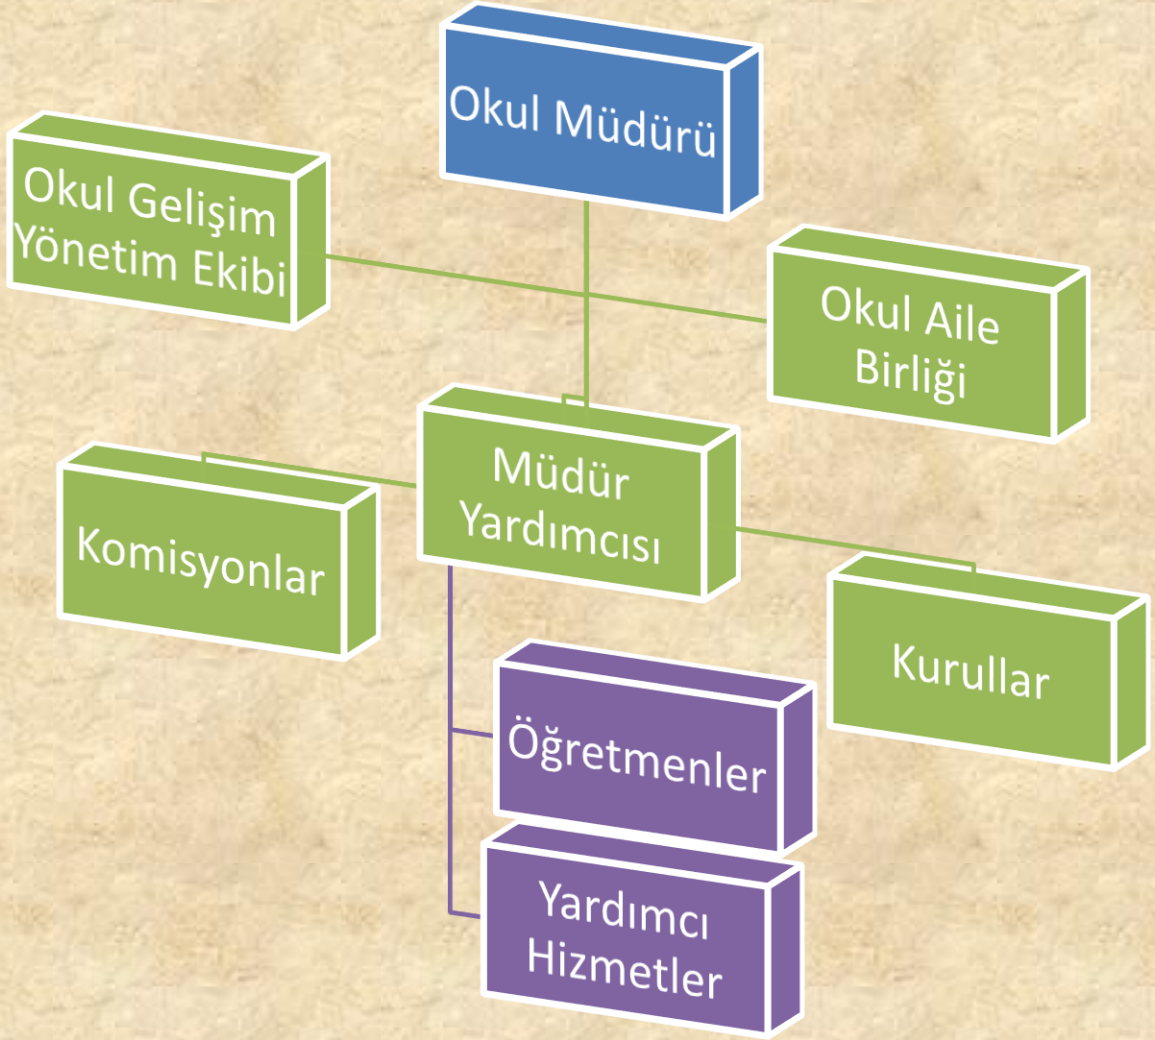 Okul Müdürü
Okul Gelişim
Yönetim Ekibi
Okul Aile
Birliği
Müdür
Yardımcısı
Komisyonlar
Kurullar
Öğretmenler
Yardımcı
Hizmetler